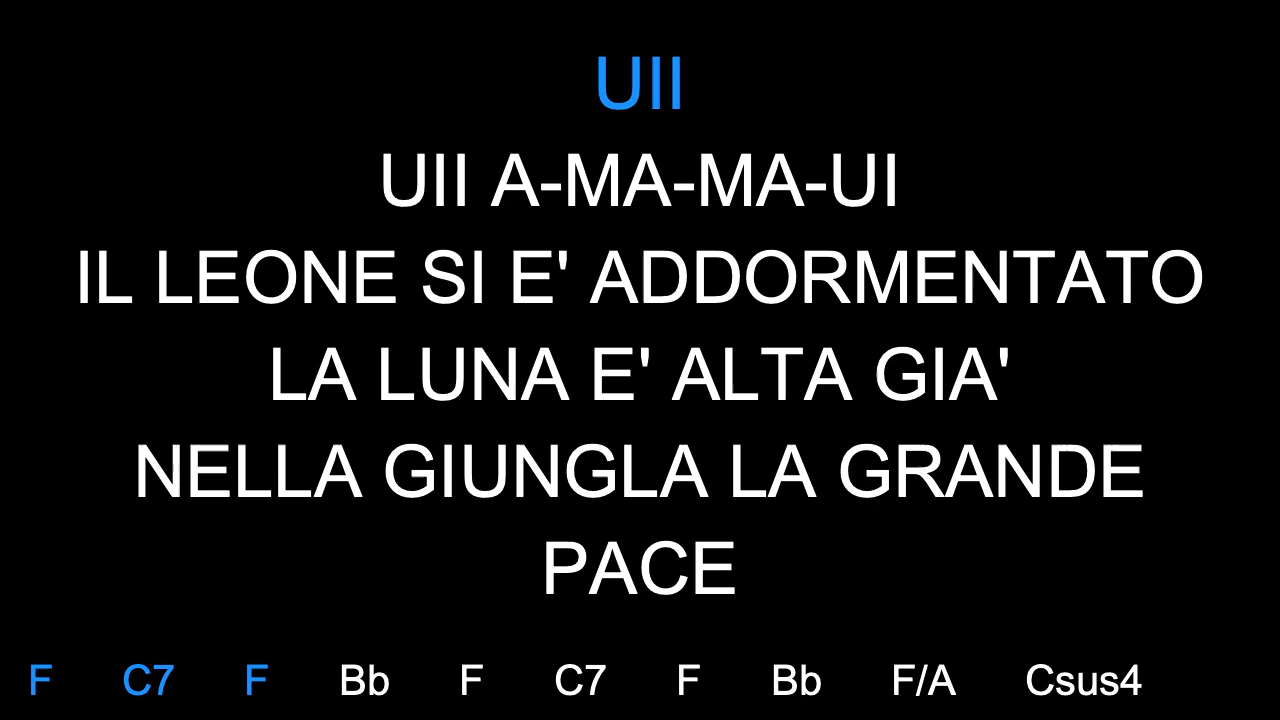 UII
UII A-MA-MA-UI
IL LEONE SI E' ADDORMENTATO
LA LUNA E' ALTA GIA'
NELLA GIUNGLA LA GRANDE
PACE
F C7 F Bb F C7 F Bb F/A Csus4